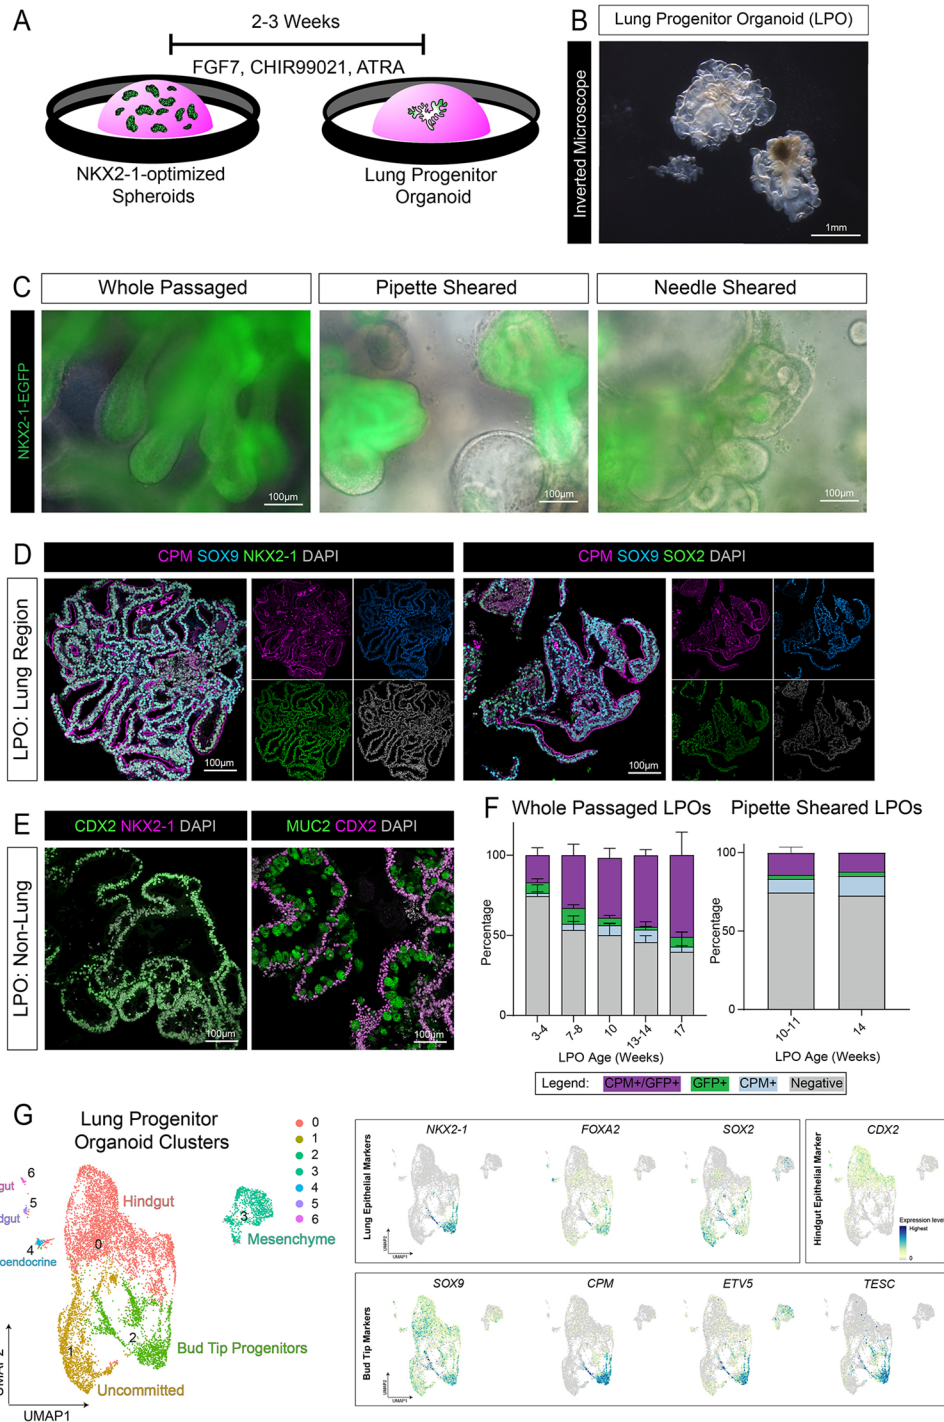 A
2-3 Weeks
FGF7, CHIR99021, ATRA
NKX2-1-optimized
Spheroids
Lung Progenitor
Organoid
B
Lung Progenitor Organoid (LPO)
Inverted Microscope
1mm
C
Whole Passaged
Pipette Sheared
Needle Sheared
NKX2-1-EGFP
100µm
100µm
100µm
D
CPM SOX9 NKX2-1 DAPI
CPM SOX9 SOX2 DAPI
LPO: Lung Region
100µm
100µm
E
CDX2 NKX2-1 DAPI
MUC2 CDX2 DAPI
LPO: Non-Lung
100µm
100µm
F
Whole Passaged LPOs
Pipette Sheared LPOs
Percentage
100
50
0
3-4
7-8
10
13-14
17
LPO Age (Weeks)
Percentage
100
50
0
10-11
14
LPO Age (Weeks)
Legend: CPM+/GFP+ GFP+ CPM+ Negative
G
Lung Progenitor
Organoid Clusters
0
1
2
3
4
5
6
6
gut
5
dgut
4
oendocrine
0
Hindgut
3
Mesenchyme
2
Bud Tip Progenitors
1
Uncommitted
UMAP1
Lung Epithelial Markers
NKX2-1
FOXA2
SOX2
UMAP2
UMAP1
Hindgut Epithelial Marker
CDX2
Expression level
Highest
0
Bud Tip Markers
SOX9
CPM
ETV5
TESC
UMAP2
UMAP1